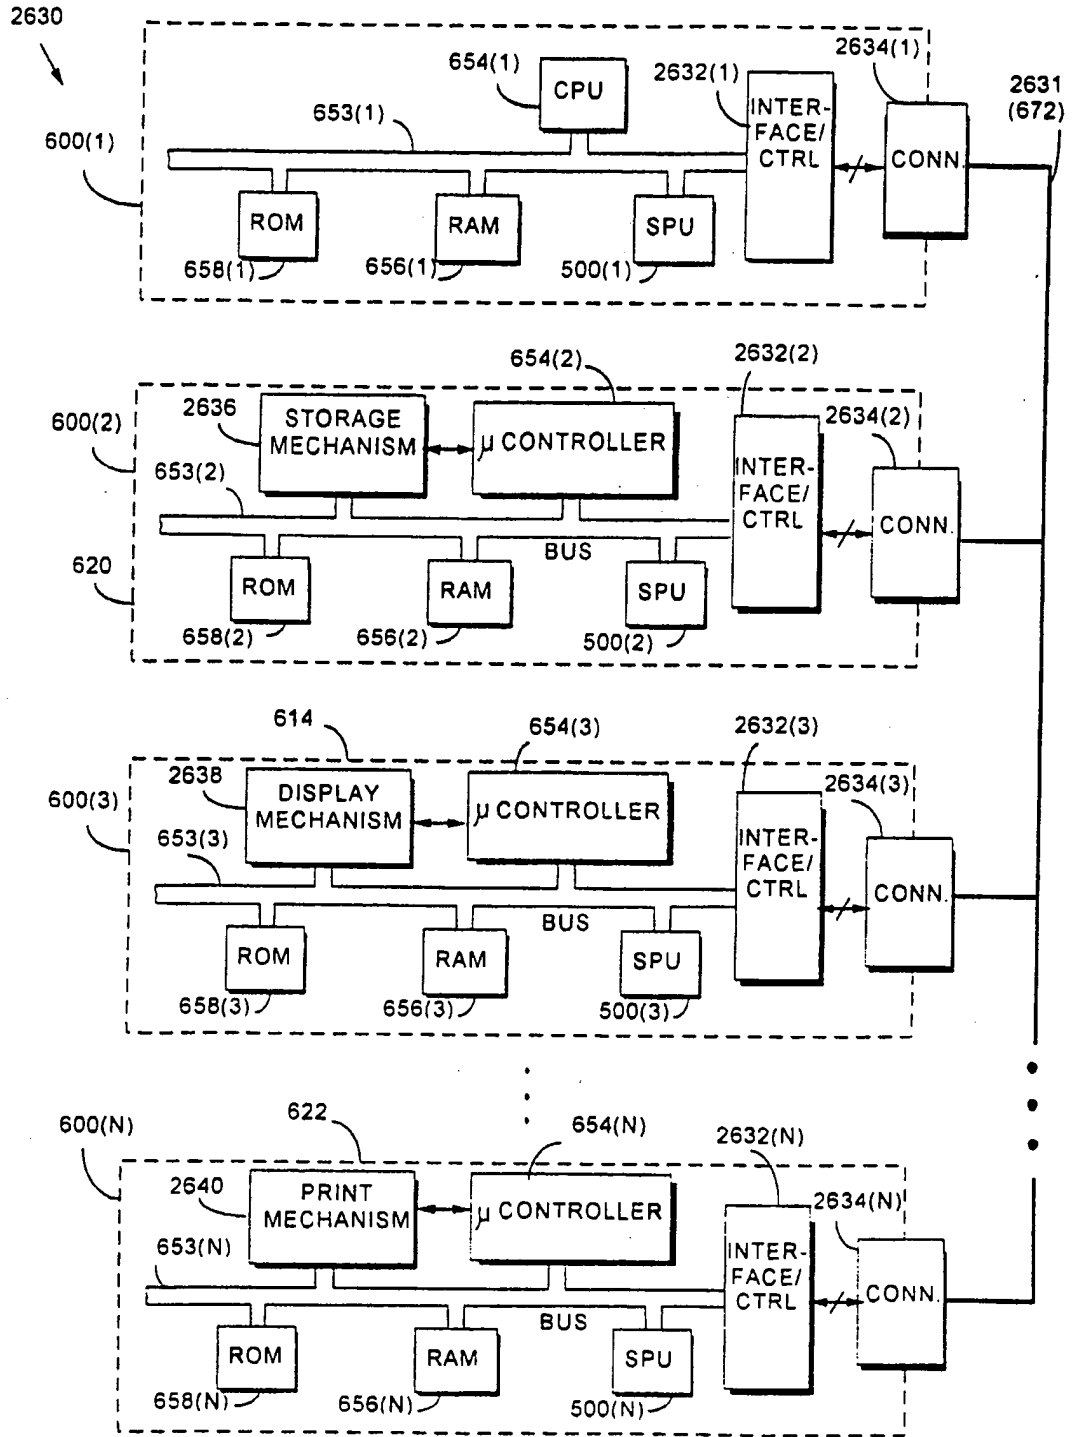 2630
600(1)
653(1)
654(1)
CPU
2632(1)
INTER-
FACE/
CTRL
2634(1)
CONN.
2631
(672)
ROM
658(1)
RAM
656(1)
SPU
500(1)
600(2)
620
2636
STORAGE
MECHANISM
654(2)
μ CONTROLLER
2632(2)
INTER-
FACE/
CTRL
2634(2)
CONN.
653(2)
BUS
ROM
658(2)
RAM
656(2)
SPU
500(2)
614
600(3)
2638
DISPLAY
MECHANISM
654(3)
μ CONTROLLER
2632(3)
INTER-
FACE/
CTRL
2634(3)
CONN.
653(3)
BUS
ROM
658(3)
RAM
656(3)
SPU
500(3)
622
600(N)
2640
PRINT
MECHANISM
654(N)
μ CONTROLLER
2632(N)
INTER-
FACE/
CTRL
2634(N)
CONN.
653(N)
BUS
ROM
658(N)
RAM
656(N)
SPU
500(N)